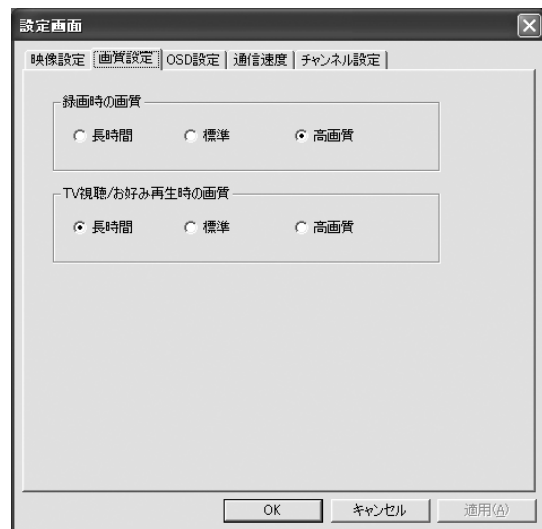 設定画面
映像設定 画質設定 OSD設定 通信速度 チャンネル設定
録画時の画質
長時間 標準 高画質
TV視聴/お好み再生時の画質
長時間 標準 高画質
OK キャンセル 適用(A)